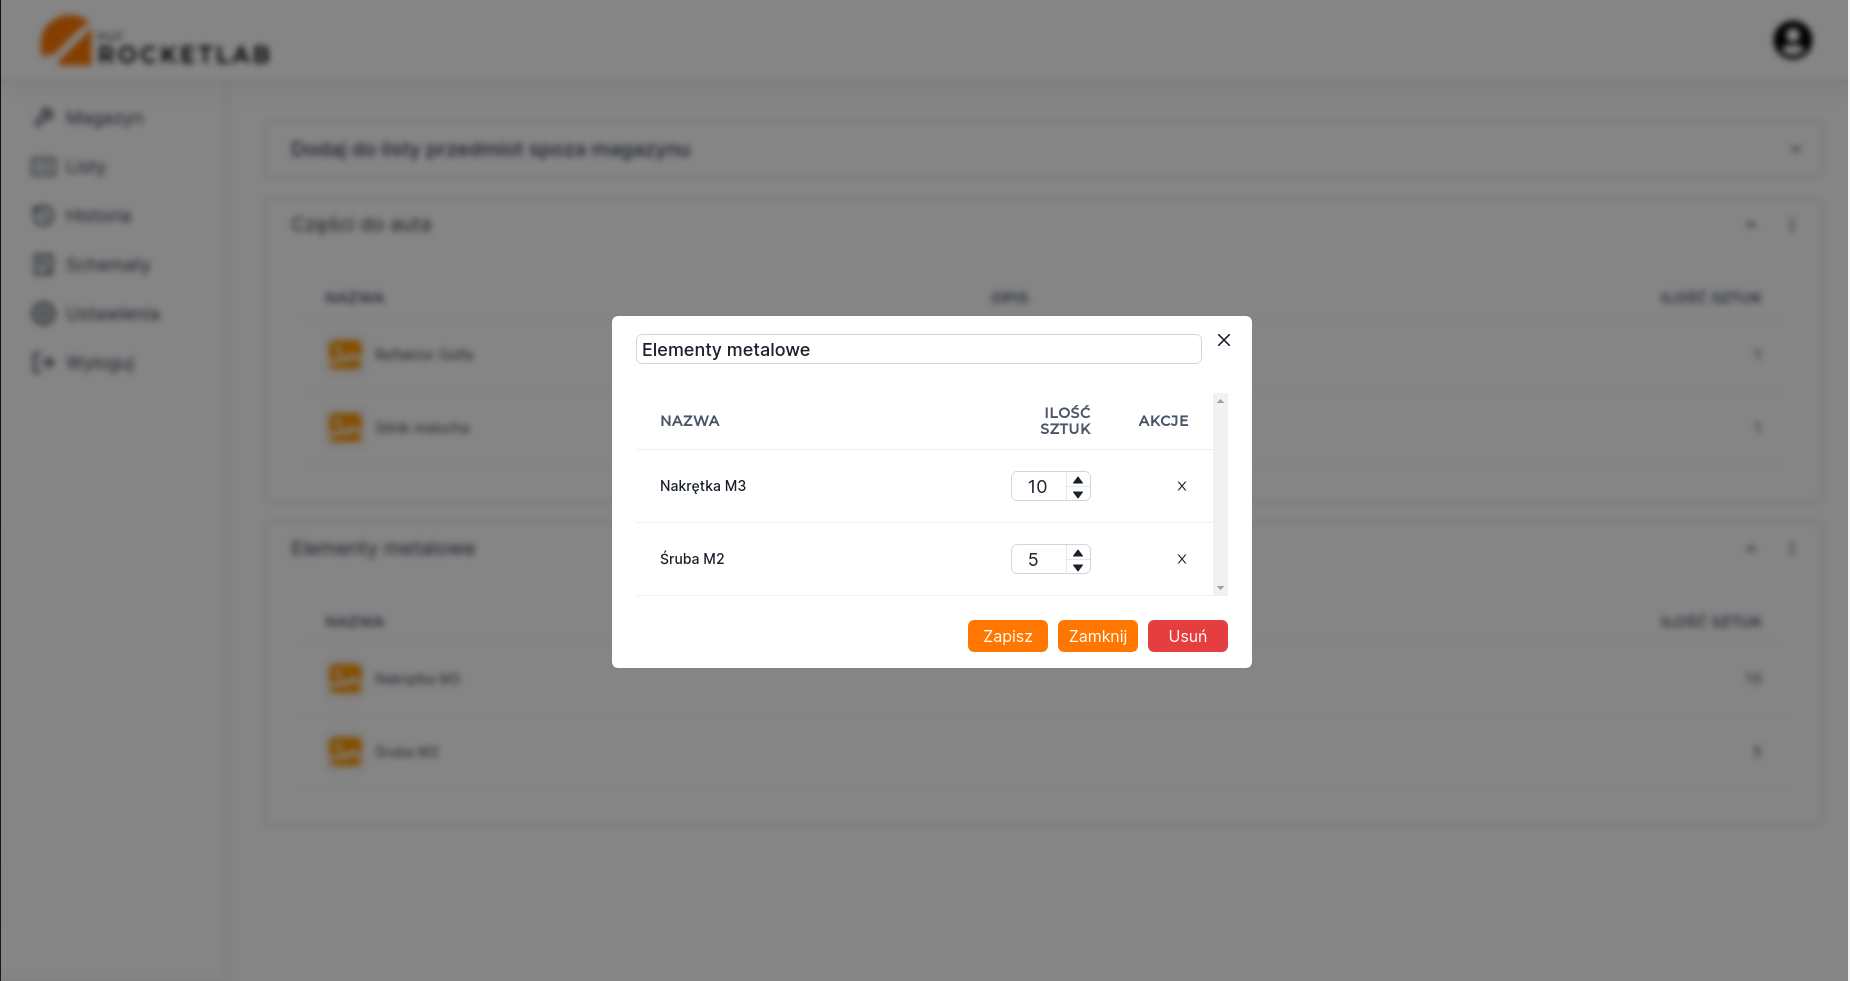 ROCKETLAB
Magazyn
Listy
Historia
Schematy
Ustawienia
Wyloguj
Dodaj do listy przedmiot spoza magazynu
Części do auta
NAZWA OPIS ILOŚĆ SZTUK
Reflektor Golfa 1
Silnik malucha 1
Elementy metalowe
NAZWA ILOŚĆ SZTUK
Nakrętka M3 10
Śruba M2 5
Elementy metalowe
NAZWA ILOŚĆ SZTUK AKCJE
Nakrętka M3 10 X
Śruba M2 5 X
Zapisz Zamknij Usuń